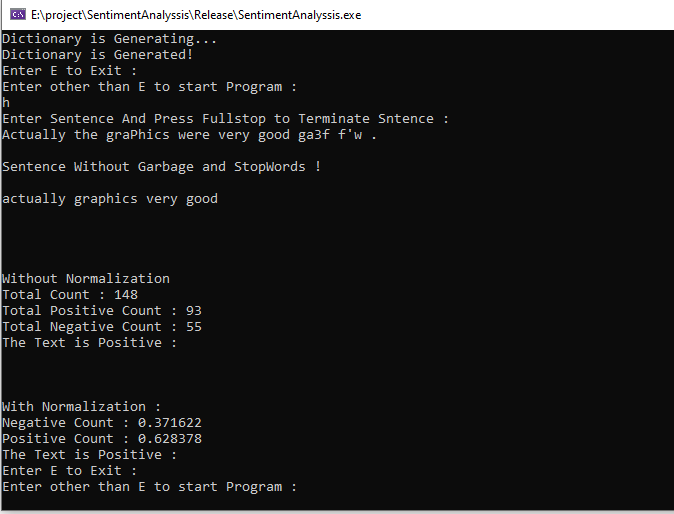 E:\project\SentimentAnalyssis\Release\SentimentAnalyssis.exe
Dictionary is Generating...
Dictionary is Generated!
Enter E to Exit :
Enter other than E to start Program :
h
Enter Sentence And Press Fullstop to Terminate Sntence :
Actually the graPhics were very good ga3f f'w .
Sentence Without Garbage and StopWords !
actually graphics very good
Without Normalization
Total Count : 148
Total Positive Count : 93
Total Negative Count : 55
The Text is Positive :
With Normalization :
Negative Count : 0.371622
Positive Count : 0.628378
The Text is Positive :
Enter E to Exit :
Enter other than E to start Program :